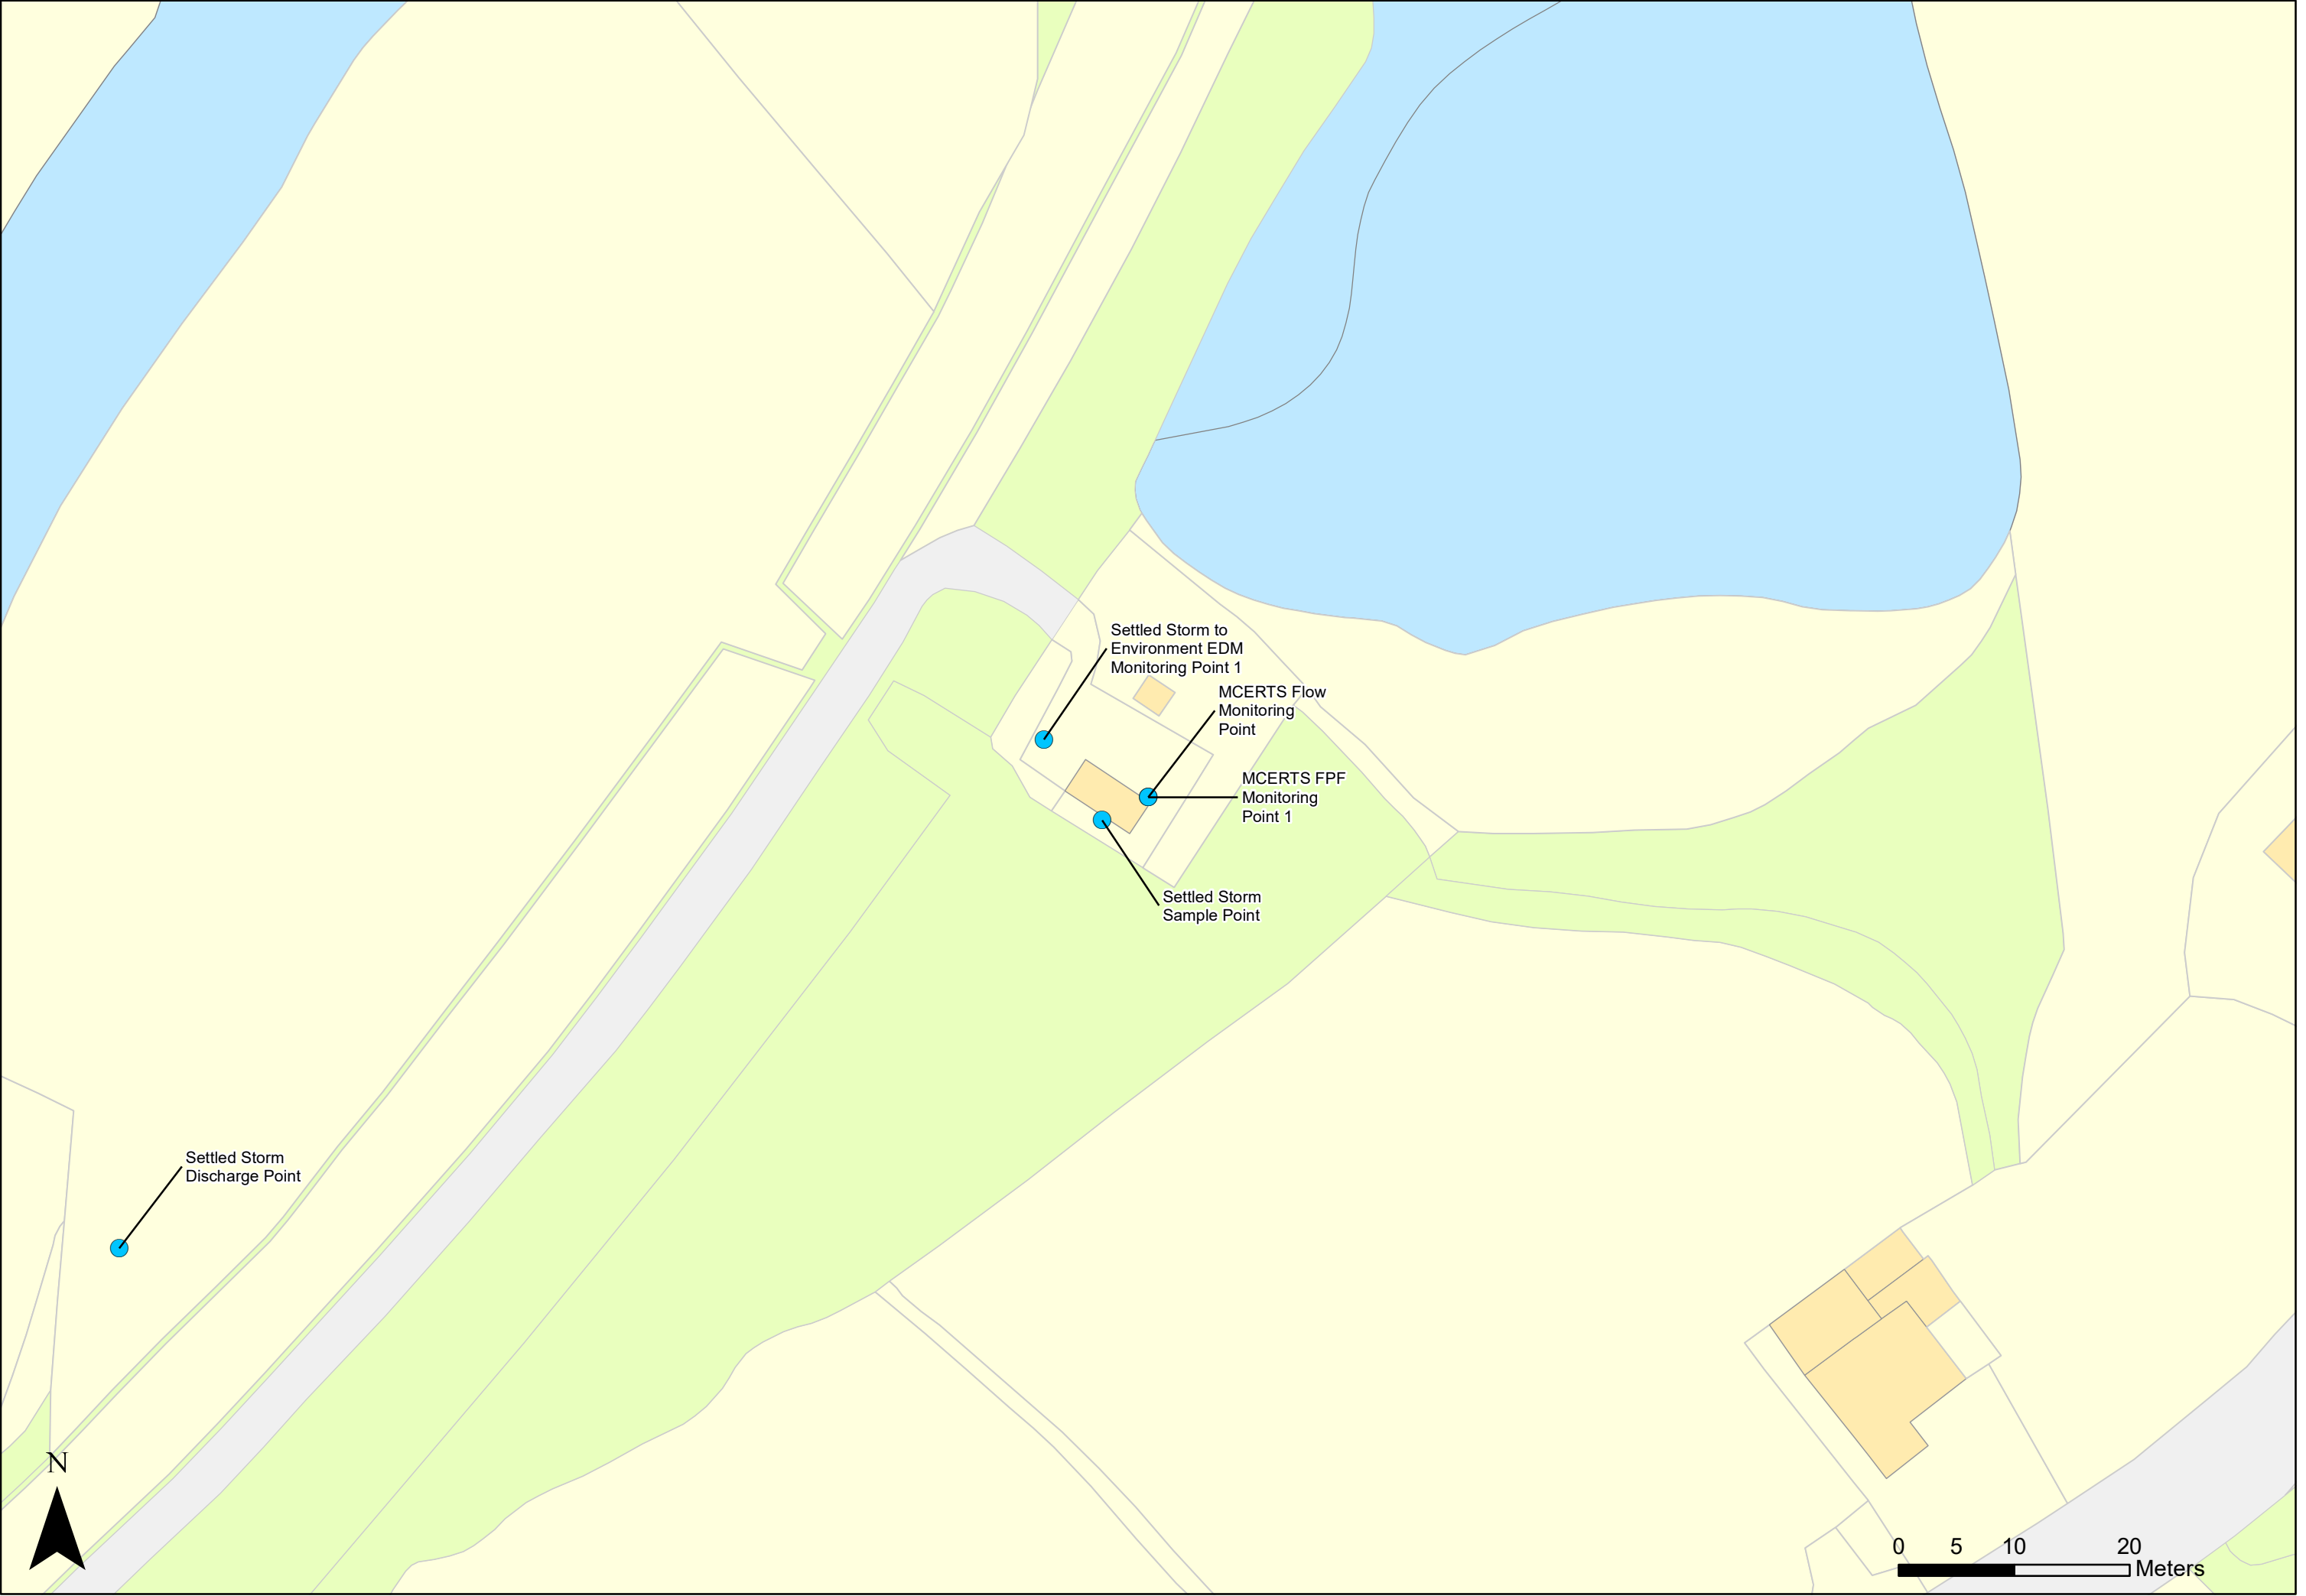 Settled Storm to
Environment EDM
Monitoring Point 1
MCERTS Flow
Monitoring
Point
MCERTS FPF
Monitoring
Point 1
Settled Storm
Sample Point
Settled Storm
Discharge Point
N
0 5 10 20
Meters